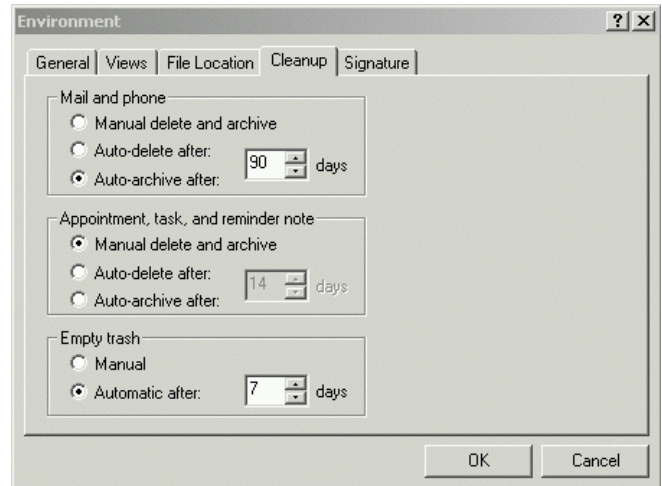 Environment
General Views File Location Cleanup Signature
Mail and phone
Manual delete and archive
Auto-delete after:
90 days
Auto-archive after:
Appointment, task, and reminder note
Manual delete and archive
Auto-delete after:
14 days
Auto-archive after:
Empty trash
Manual
Automatic after: 7 days
OK Cancel